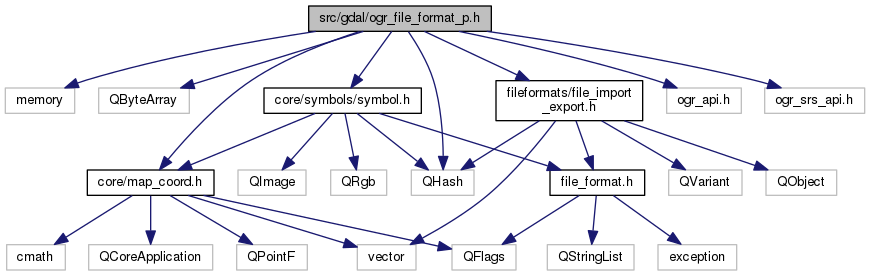 src/gdal/ogr_file_format_p.h
memory
QByteArray
core/symbols/symbol.h
fileformats/file_import
_export.h
ogr_api.h
ogr_srs_api.h
core/map_coord.h
QImage
QRgb
QHash
file_format.h
QVariant
QObject
cmath
QCoreApplication
QPointF
vector
QFlags
QStringList
exception